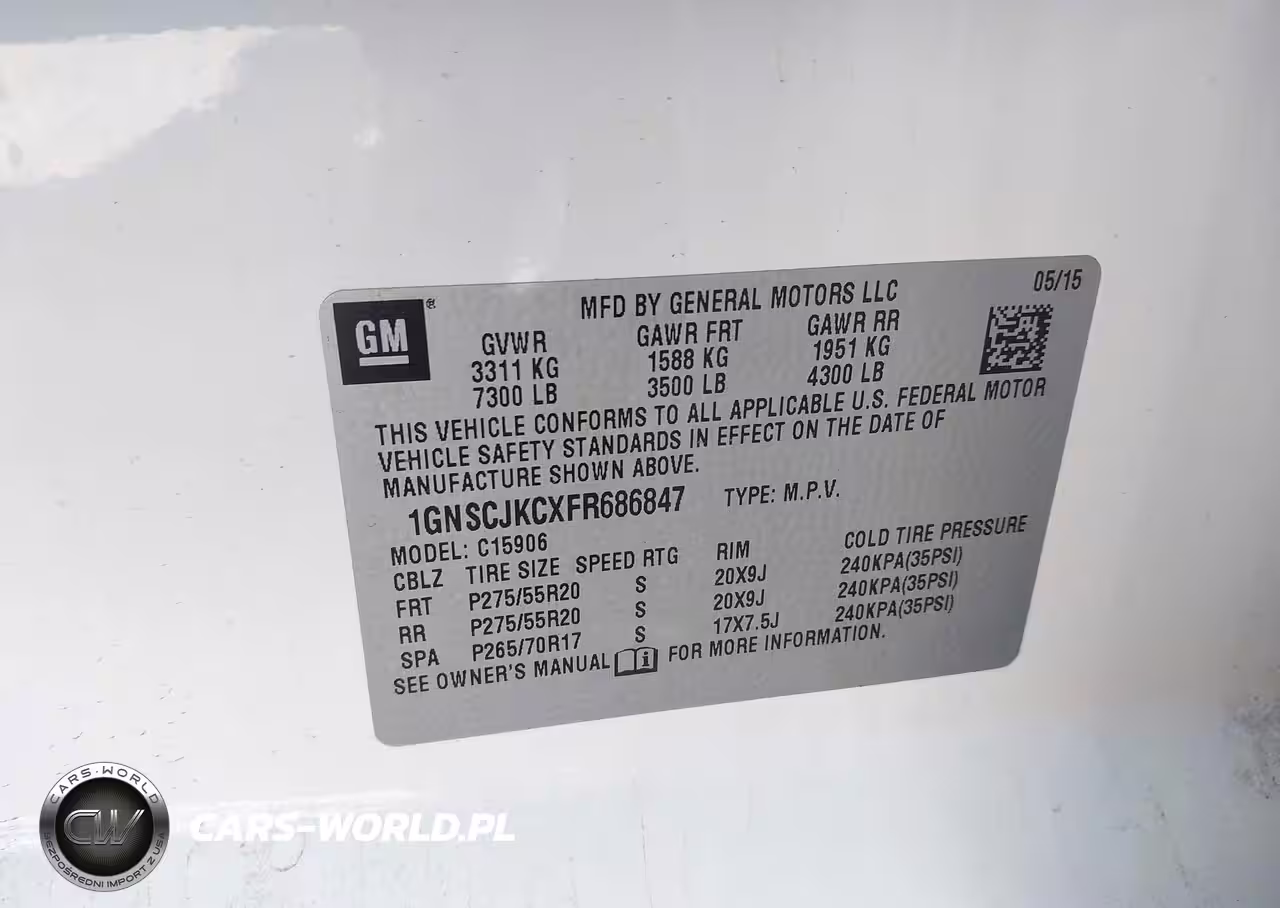 GM ®
MFD BY GENERAL MOTORS LLC 05/15
GVWR GAWR FRT GAWR RR
3311 KG 1588 KG 1951 KG
7300 LB 3500 LB 4300 LB
THIS VEHICLE CONFORMS TO ALL APPLICABLE U.S. FEDERAL MOTOR
VEHICLE SAFETY STANDARDS IN EFFECT ON THE DATE OF
MANUFACTURE SHOWN ABOVE.
1GNSCJKCXFR686847 TYPE: M.P.V.
MODEL: C15906
CBLZ TIRE SIZE SPEED RTG RIM COLD TIRE PRESSURE
FRT P275/55R20 S 20X9J 240KPA(35PSI)
RR P275/55R20 S 20X9J 240KPA(35PSI)
SPA P265/70R17 S 17X7.5J 240KPA(35PSI)
SEE OWNER'S MANUAL FOR MORE INFORMATION.
CARS-WORLD
CW
BEZPOŚREDNI IMPORT Z USA
CARS-WORLD.PL